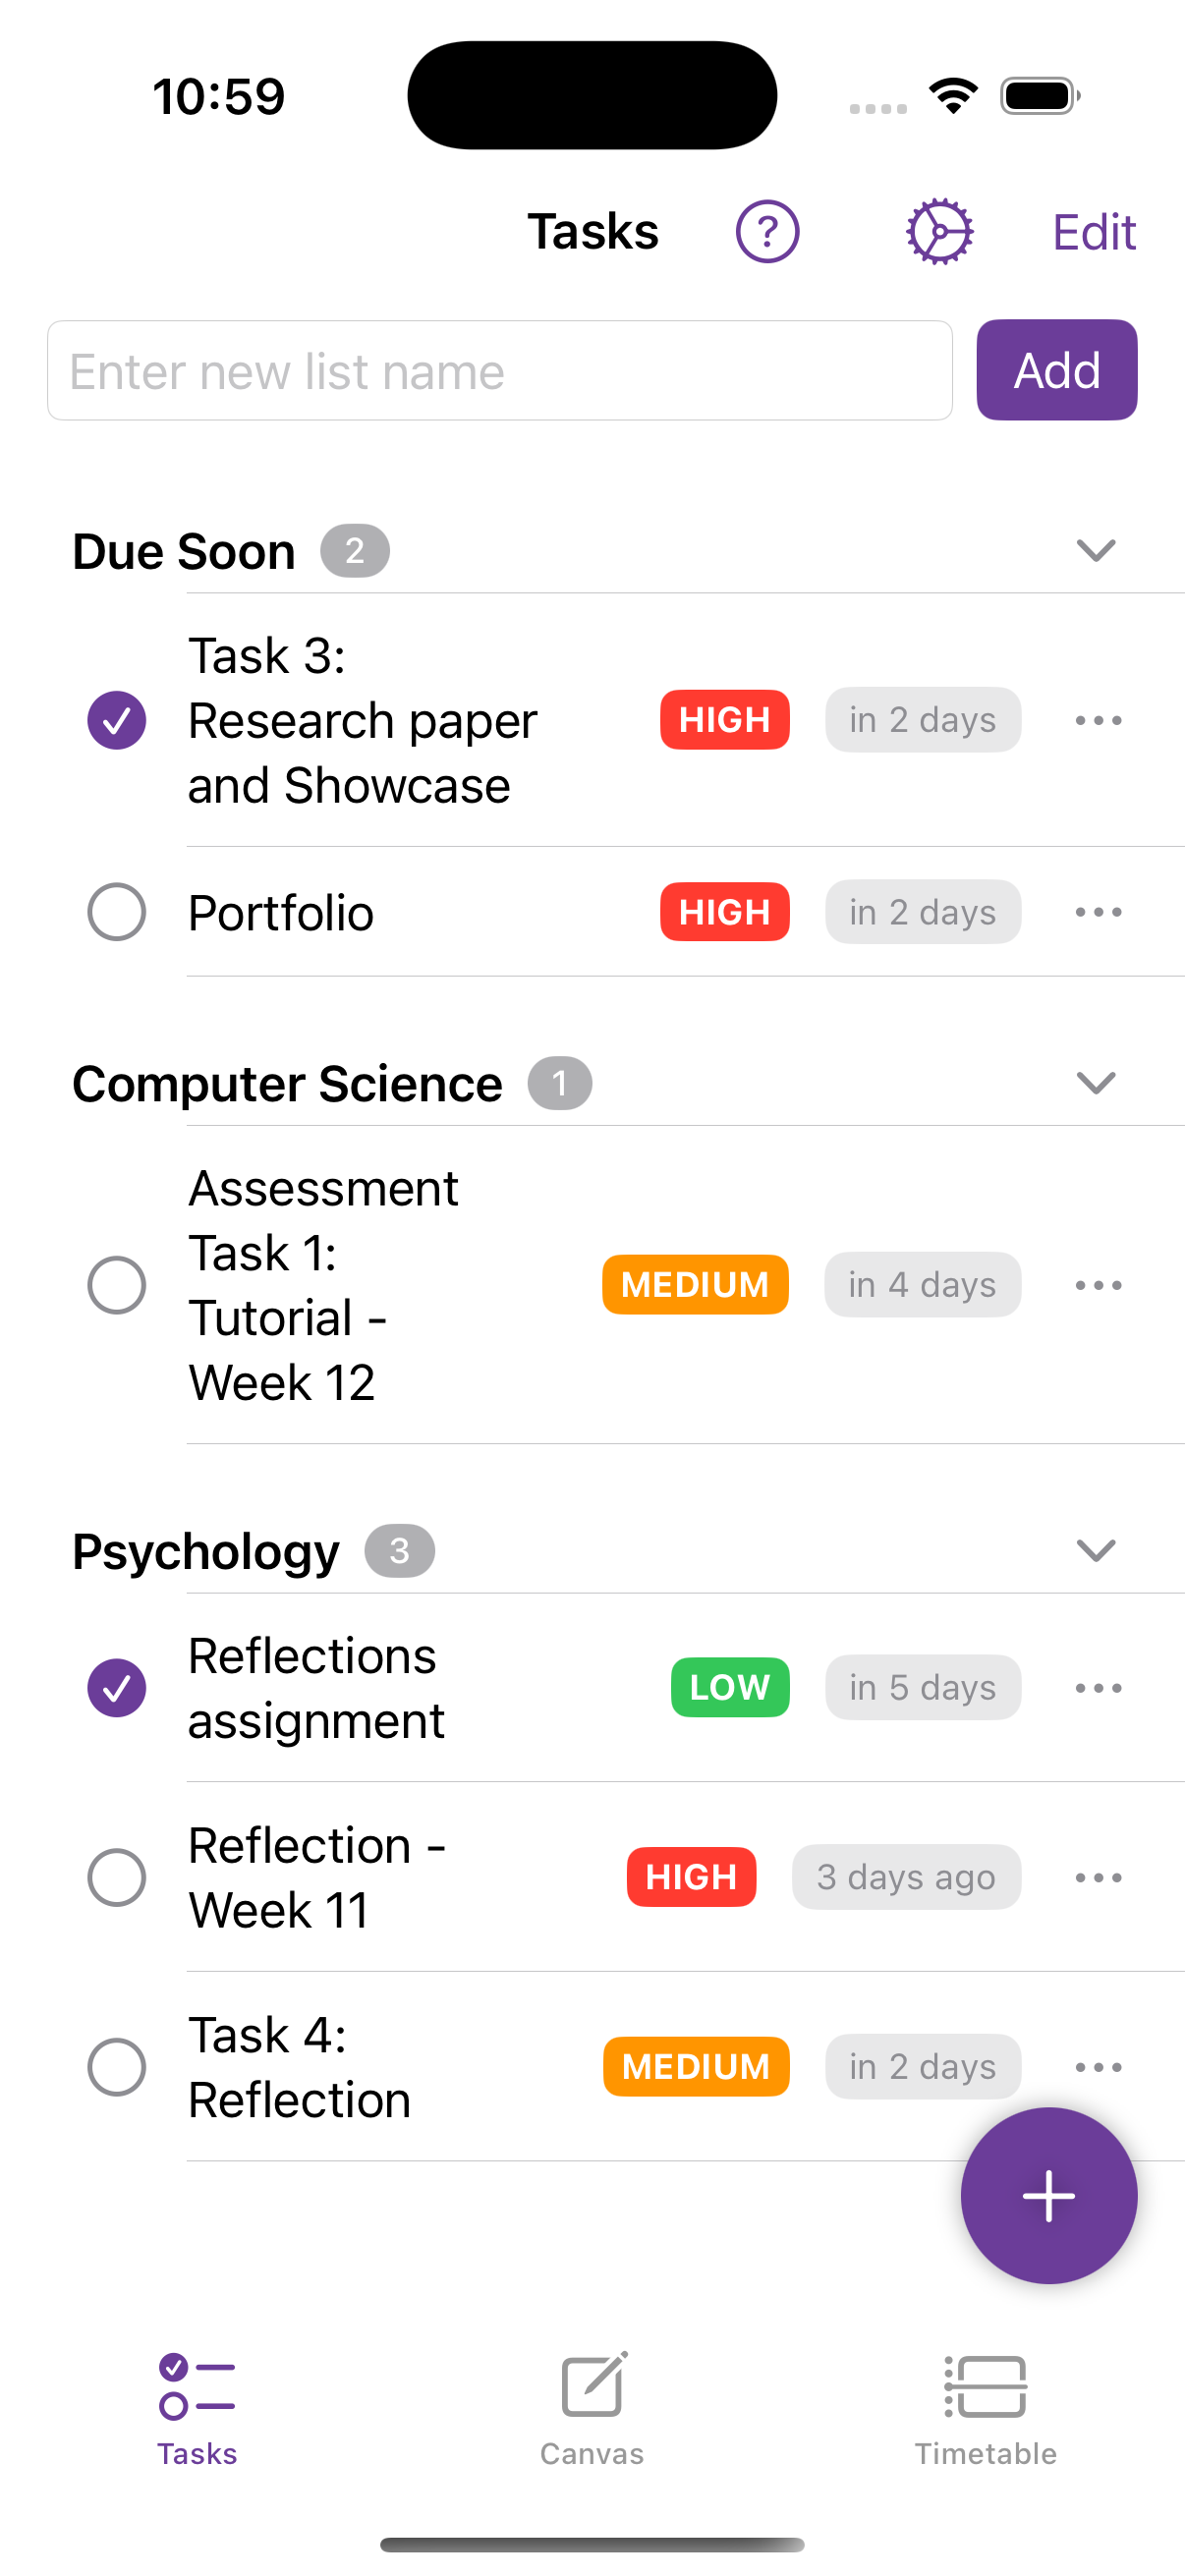 10:59
Tasks ? Edit
Enter new list name Add
Due Soon 2
Task 3:
Research paper HIGH in 2 days
and Showcase
Portfolio HIGH in 2 days
Computer Science 1
Assessment
Task 1:
MEDIUM in 4 days
Tutorial -
Week 12
Psychology 3
Reflections
LOW in 5 days
assignment
Reflection -
HIGH 3 days ago
Week 11
Task 4:
MEDIUM in 2 days
Reflection
+
Tasks Canvas Timetable